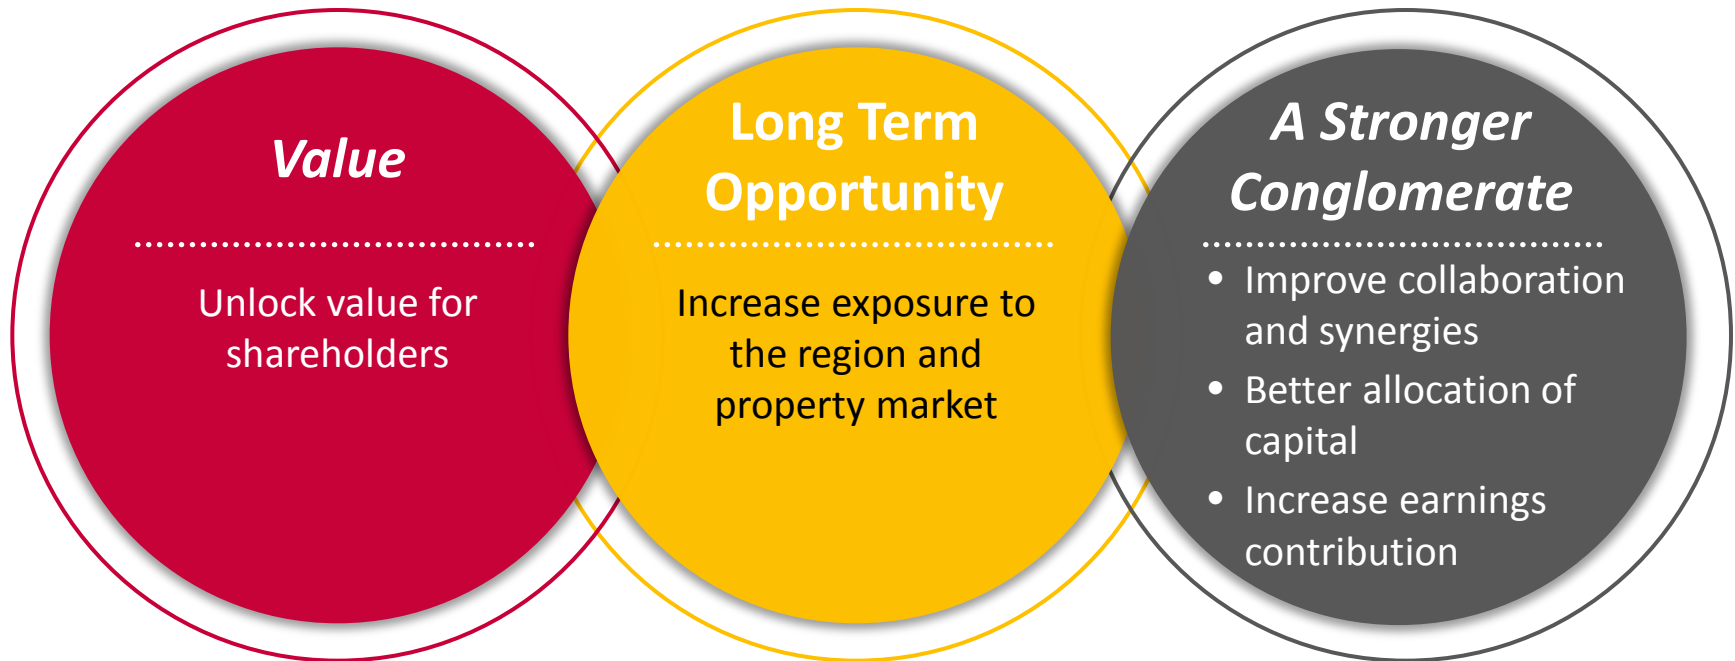 Value
Unlock value for
shareholders
Long Term
Opportunity
Increase exposure to
the region and
property market
A Stronger
Conglomerate
• Improve collaboration
and synergies
• Better allocation of
capital
• Increase earnings
contribution